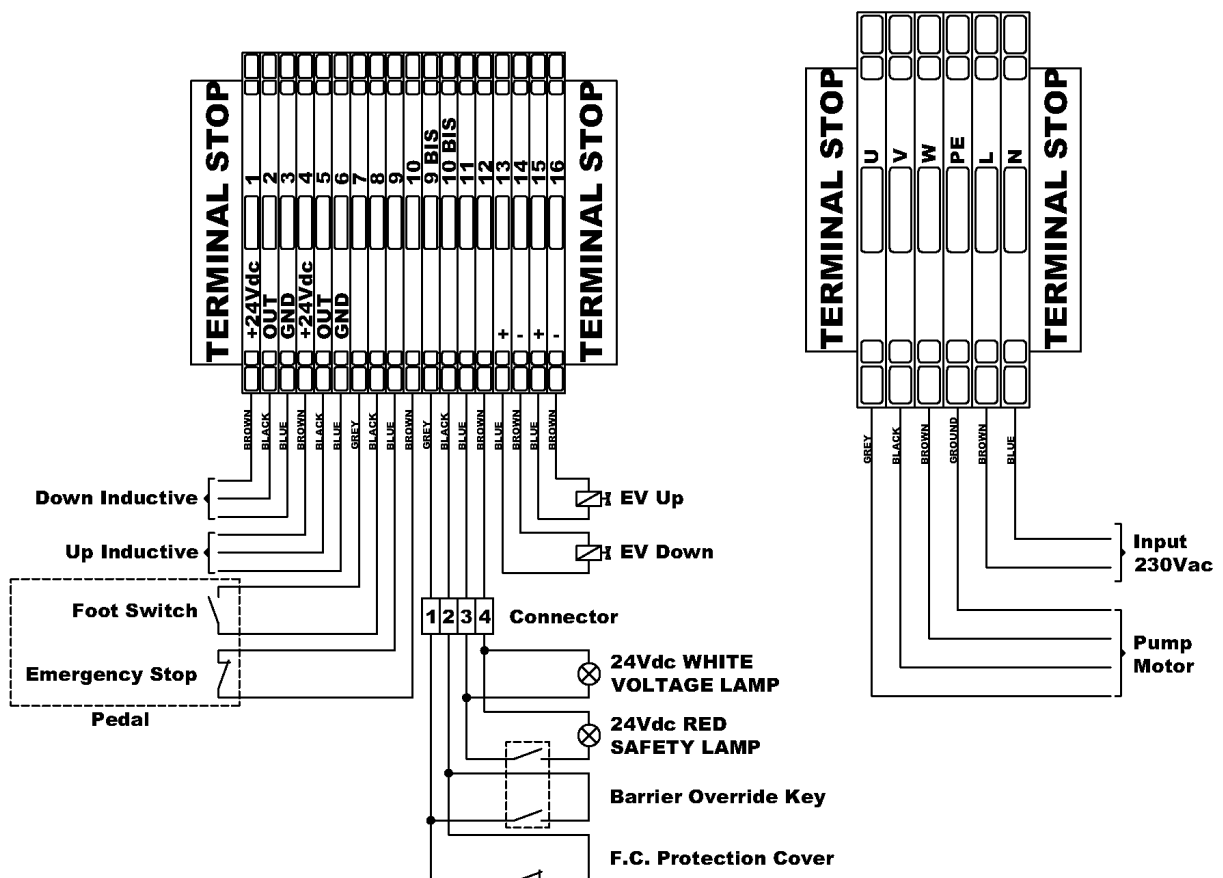 TERMINAL STOP
1
2
3
4
5
6
7
8
9
10
9 BIS
10 BIS
11
12
13
14
15
16
+24Vdc
OUT
GND
+24Vdc
OUT
GND
+
-
+
-
TERMINAL STOP
BROWN
BLACK
BLUE
BROWN
BLACK
BLUE
GREY
BLACK
BLUE
BROWN
GREY
BLACK
BLUE
BROWN
BLUE
BROWN
BLUE
BROWN
Down Inductive
Up Inductive
Foot Switch
Emergency Stop
Pedal
EV Up
EV Down
1 2 3 4
Connector
24Vdc WHITE
VOLTAGE LAMP
24Vdc RED
SAFETY LAMP
Barrier Override Key
F.C. Protection Cover
TERMINAL STOP
U
V
W
PE
L
N
TERMINAL STOP
GREY
BLACK
BROWN
GROUND
BROWN
BLUE
Input
230Vac
Pump
Motor